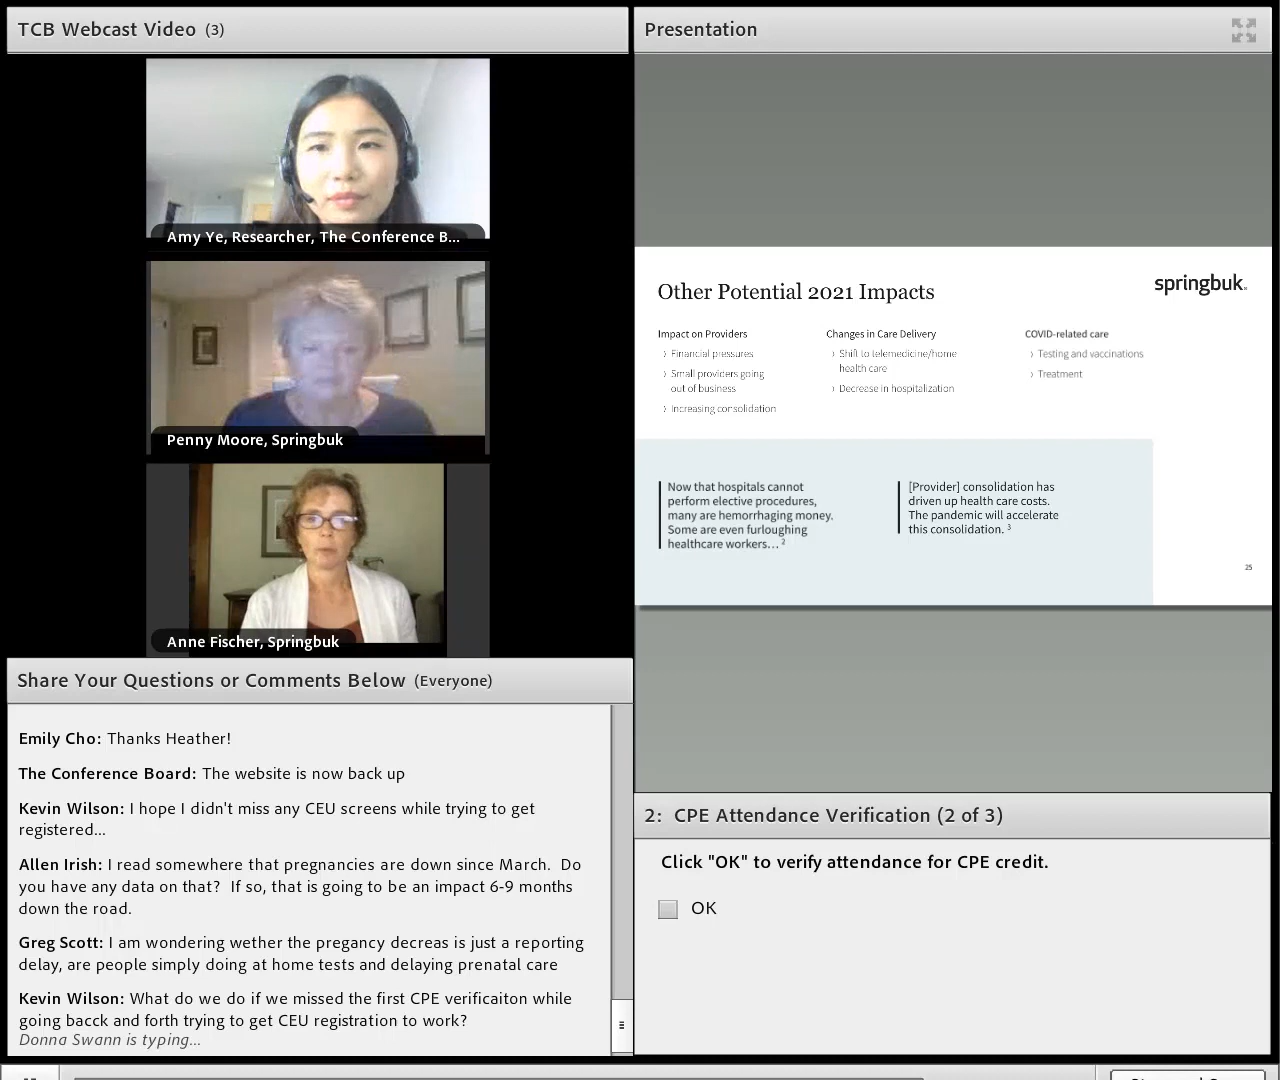 TCB Webcast Video (3)
Amy Ye, Researcher, The Conference B...
Penny Moore, Springbuk
Anne Fischer, Springbuk
Share Your Questions or Comments Below (Everyone)
Emily Cho: Thanks Heather!
The Conference Board: The website is now back up
Kevin Wilson: I hope I didn't miss any CEU screens while trying to get
registered...
Allen Irish: I read somewhere that pregnancies are down since March. Do
you have any data on that? If so, that is going to be an impact 6-9 months
down the road.
Greg Scott: I am wondering wether the pregancy decreas is just a reporting
delay, are people simply doing at home tests and delaying prenatal care
Kevin Wilson: What do we do if we missed the first CPE verificaiton while
going bacck and forth trying to get CEU registration to work?
Donna Swann is typing...
Presentation
Other Potential 2021 Impacts
springbuk.
Impact on Providers
› Financial pressures
› Small providers going
out of business
› Increasing consolidation
Changes in Care Delivery
› Shift to telemedicine/home
health care
› Decrease in hospitalization
COVID-related care
› Testing and vaccinations
› Treatment
Now that hospitals cannot
perform elective procedures,
many are hemorrhaging money.
Some are even furloughing
healthcare workers... 2
[Provider] consolidation has
driven up health care costs.
The pandemic will accelerate
this consolidation. 3
25
2: CPE Attendance Verification (2 of 3)
Click "OK" to verify attendance for CPE credit.
OK